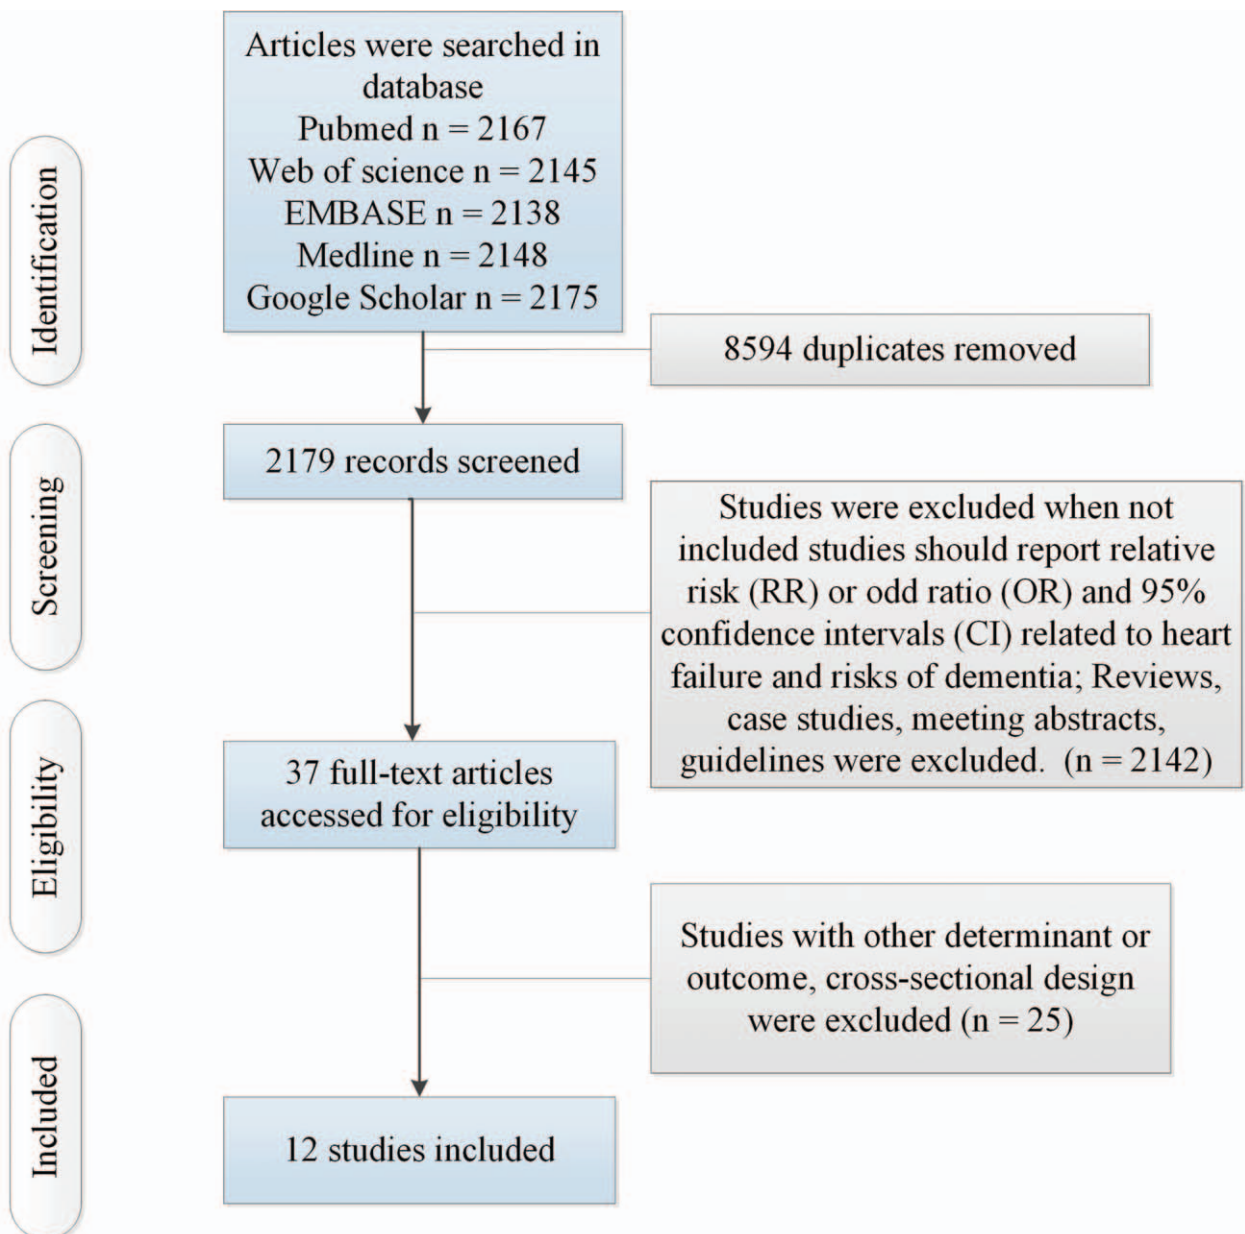 Articles were searched in
database
Pubmed n = 2167
Web of science n = 2145
EMBASE n = 2138
Medline n = 2148
Google Scholar n = 2175
Identification
8594 duplicates removed
2179 records screened
Screening
Studies were excluded when not
included studies should report relative
risk (RR) or odd ratio (OR) and 95%
confidence intervals (CI) related to heart
failure and risks of dementia; Reviews,
case studies, meeting abstracts,
guidelines were excluded. (n = 2142)
37 full-text articles
accessed for eligibility
Eligibility
Studies with other determinant or
outcome, cross-sectional design
were excluded (n = 25)
12 studies included
Included